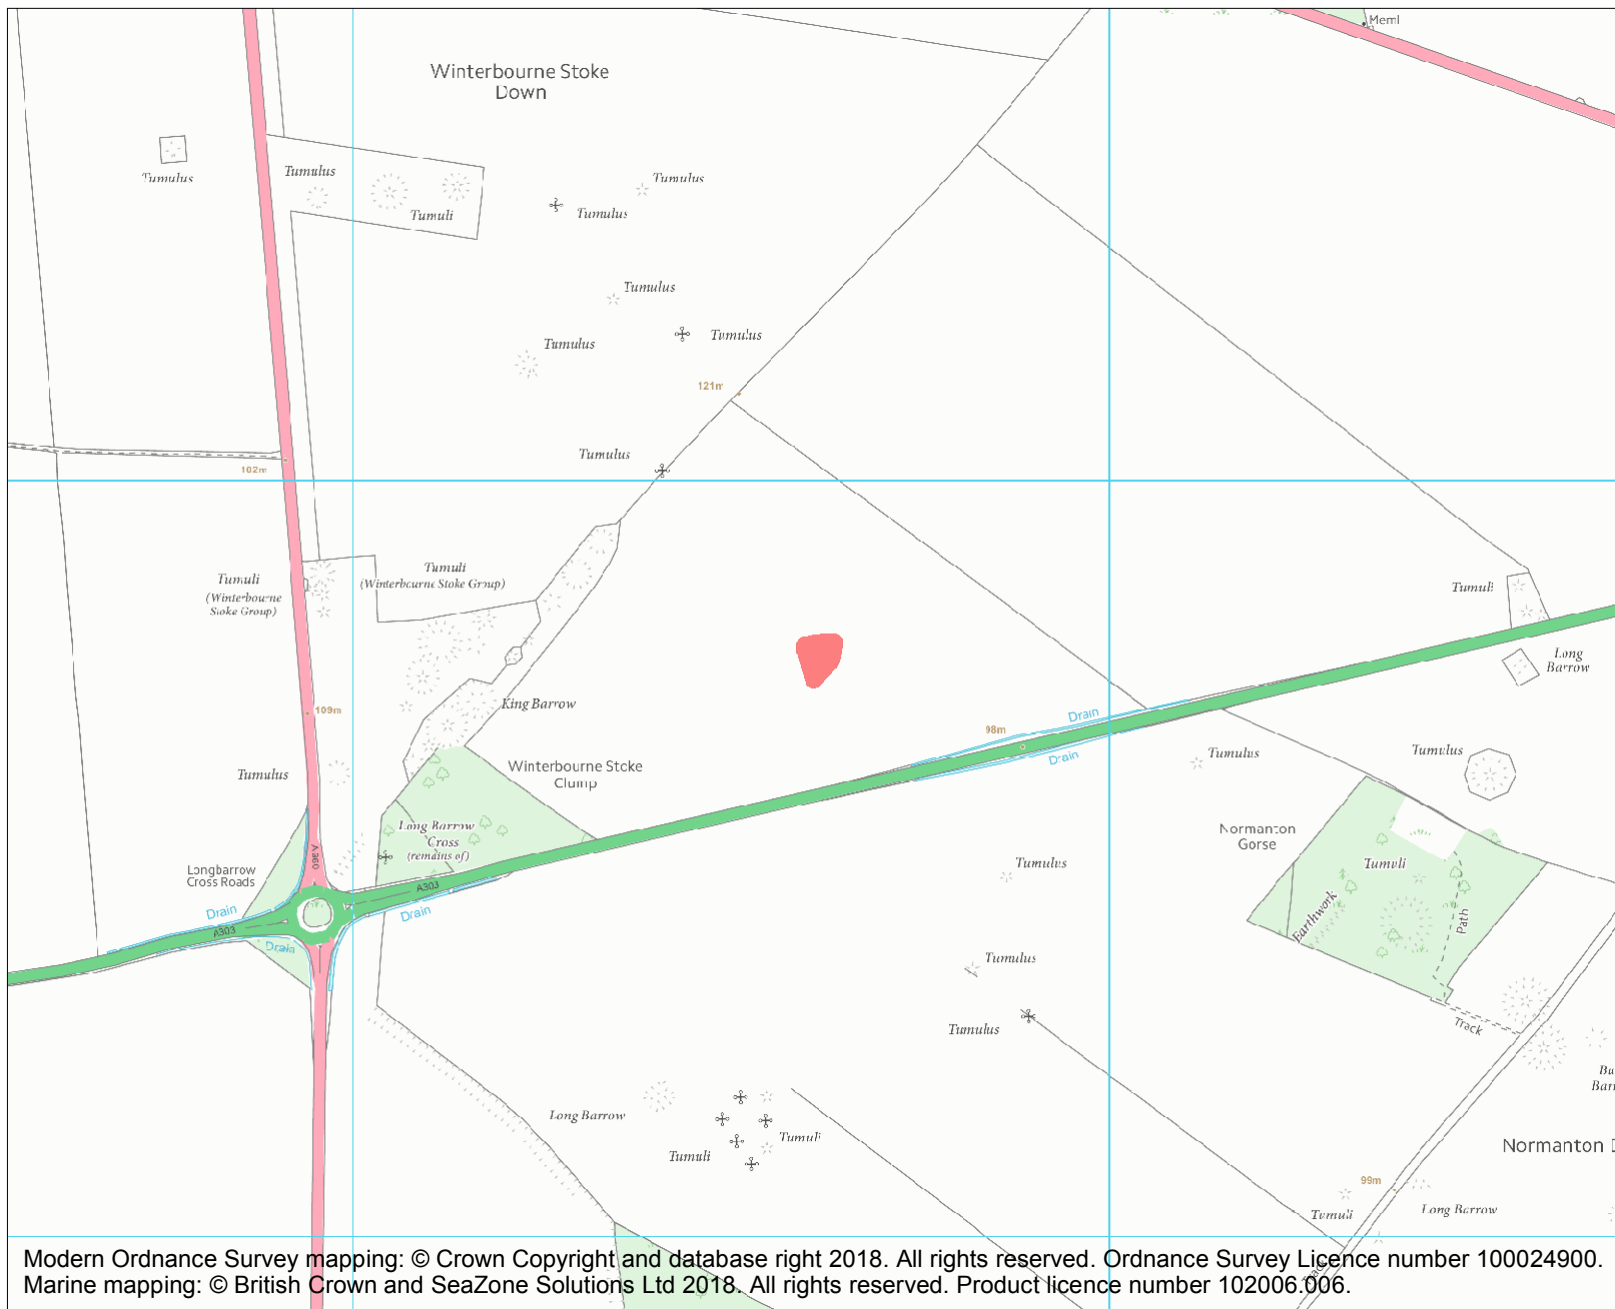 Meml
Winterbourne Stoke
Down
Tumulus
Tumulus
Tumuli
Tumulus
Tumulus
Tumulus
Tumulus
Tumulus
121m
Tumulus
102m
Tumuli
(Winterbourne
Stoke Group)
Tumuli
(Winterbourne Stoke Group)
Tumuli
Long
Barrow
King Barrow
109m
98m
Drain
Drain
Tumulus
Tumulus
Tumulus
Winterbourne Stoke
Clump
Long Barrow
Cross
(remains of)
Normanton
Gorse
Tumuli
Tumulus
A360
Longbarrow
Cross Roads
A303
Drain
Drain
A303
Drain
Earthwork
Path
Tumulus
Tumulus
Track
Long Barrow
Tumuli
Tumuli
Bu
Barr
Normanton D
99m
Tumuli
Long Barrow
Modern Ordnance Survey mapping: © Crown Copyright and database right 2018. All rights reserved. Ordnance Survey Licence number 100024900.
Marine mapping: © British Crown and SeaZone Solutions Ltd 2018. All rights reserved. Product licence number 102006.006.